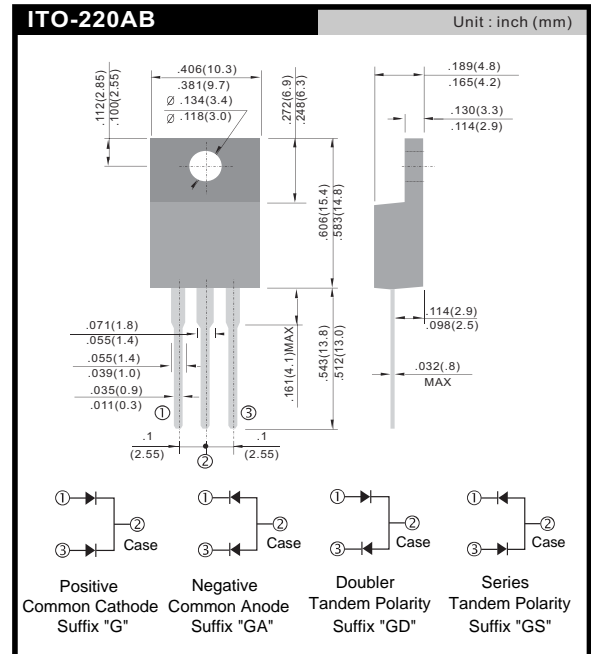 ITO-220AB
Unit : inch (mm)
.112(2.85)
.100(2.55)
.406(10.3)
.381(9.7)
Ø .134(3.4)
Ø .118(3.0)
.272(6.9)
.248(6.3)
.189(4.8)
.165(4.2)
.130(3.3)
.114(2.9)
.606(15.4)
.583(14.8)
.071(1.8)
.055(1.4)
.055(1.4)
.039(1.0)
.035(0.9)
.011(0.3)
.161(4.1)MAX
.543(13.8)
.512(13.0)
.114(2.9)
.098(2.5)
.032(.8)
MAX
① ③
.1
(2.55)
②
.1
(2.55)
① ② Case ③
① ② Case ③
① ② Case ③
① ② Case ③
Positive
Common Cathode
Suffix "G"
Negative
Common Anode
Suffix "GA"
Doubler
Tandem Polarity
Suffix "GD"
Series
Tandem Polarity
Suffix "GS"